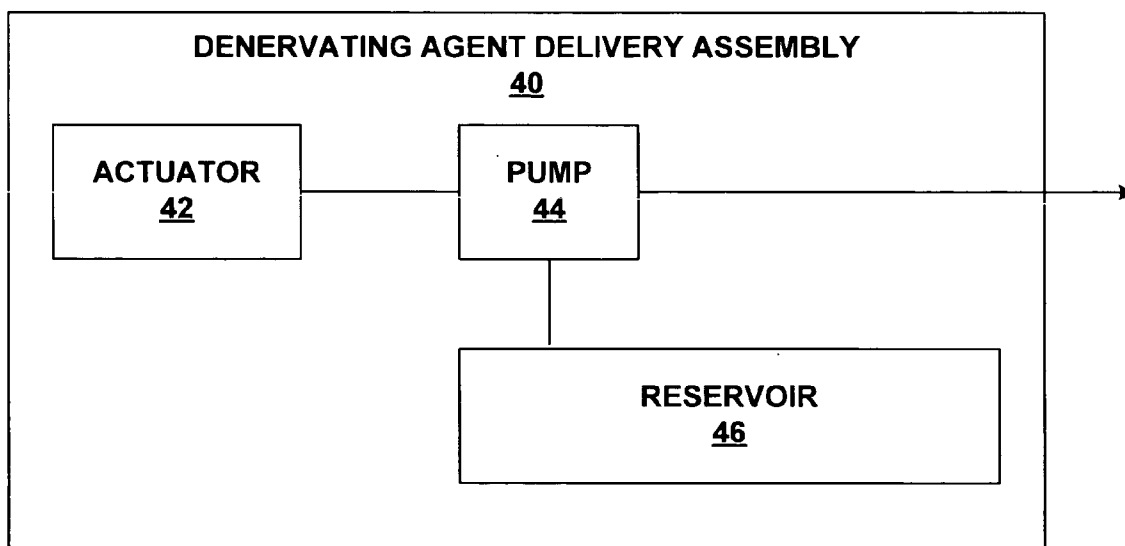 DENERVATING AGENT DELIVERY ASSEMBLY
40
ACTUATOR
42
PUMP
44
RESERVOIR
46